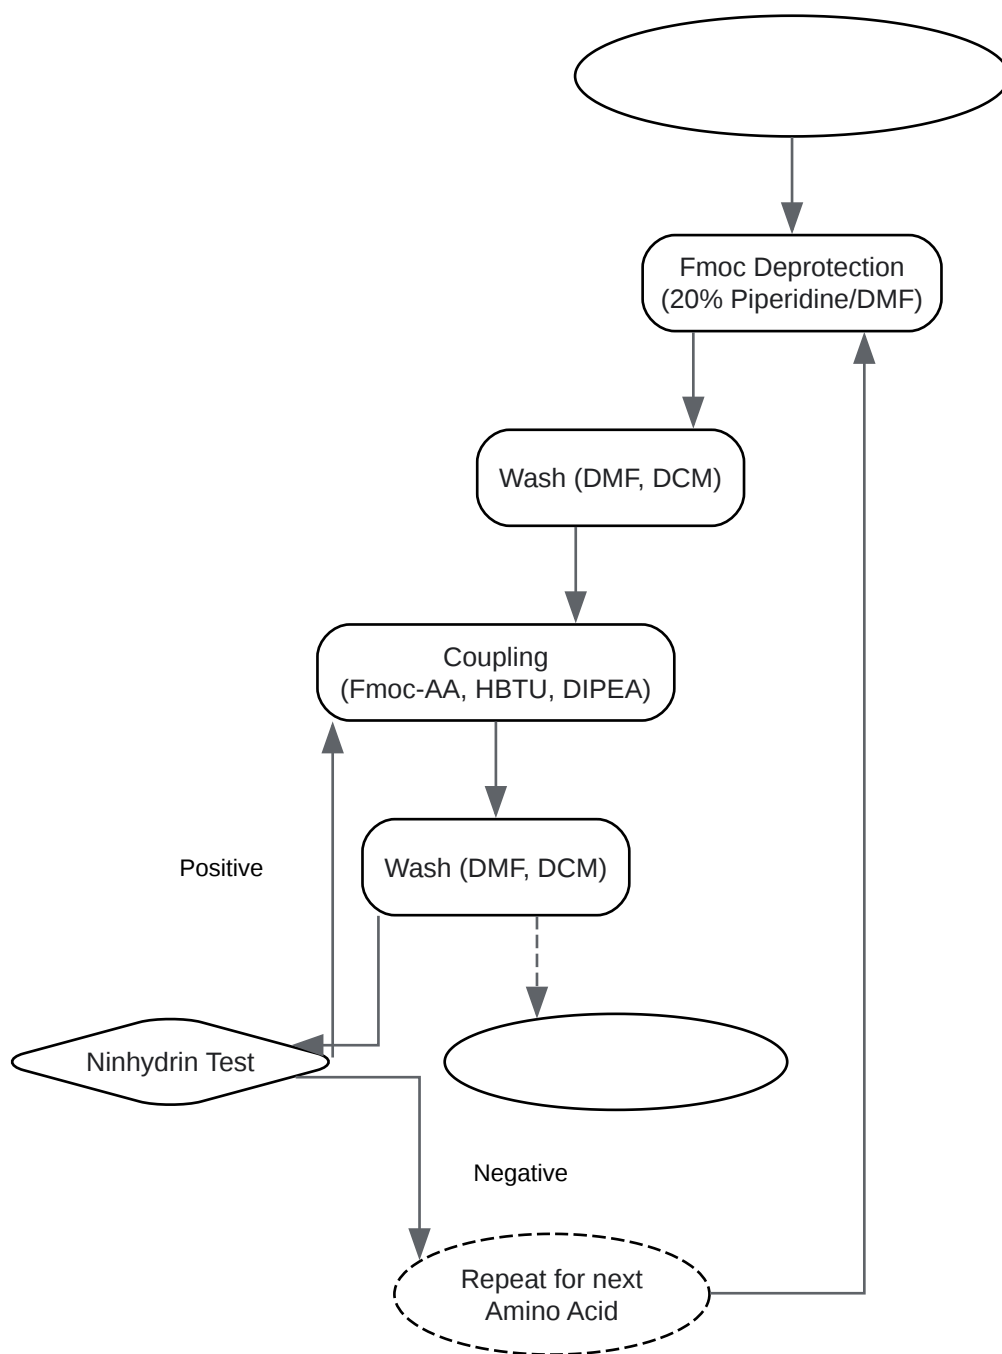 Fmoc Deprotection
(20% Piperidine/DMF)
Wash (DMF, DCM)
Coupling
(Fmoc-AA, HBTU, DIPEA)
Positive
Wash (DMF, DCM)
Ninhydrin Test
Negative
Repeat for next
Amino Acid